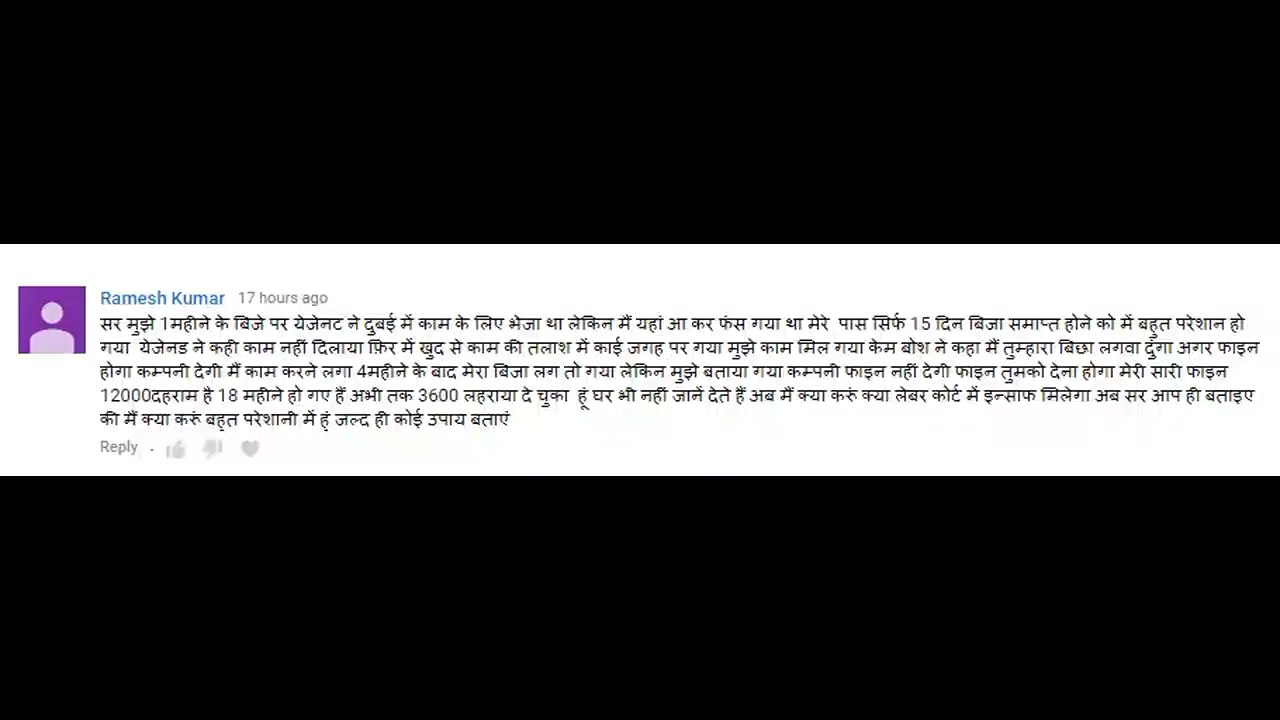 Ramesh Kumar 17 hours ago
सर मुझे 1महीने के बिजे पर येजेनट ने दुबई में काम के लिए भेजा था लेकिन मैं यहां आ कर फंस गया था मेरे पास सिर्फ 15 दिन बिजा समाप्त होने को में बहुत परेशान हो
गया येजेनड ने कही काम नहीं दिलाया फ़िर में खुद से काम की तलाश में काई जगह पर गया मुझे काम मिल गया केम बोश ने कहा मैं तुम्हारा बिछा लगवा दुंगा अगर फाइन
होगा कम्पनी देगी मैं काम करने लगा 4महीने के बाद मेरा बिजा लग तो गया लेकिन मुझे बताया गया कम्पनी फाइन नहीं देगी फाइन तुमको देना होगा मेरी सारी फाइन
12000दहराम है 18 महीने हो गए हैं अभी तक 3600 लहराया दे चुका हूं घर भी नहीं जानें देते हैं अब मैं क्या करुं क्या लेबर कोर्ट में इन्साफ मिलेगा अब सर आप ही बताइए
की मैं क्या करूं बहुत परेशानी में हूं जल्द ही कोई उपाय बताएं
Reply .